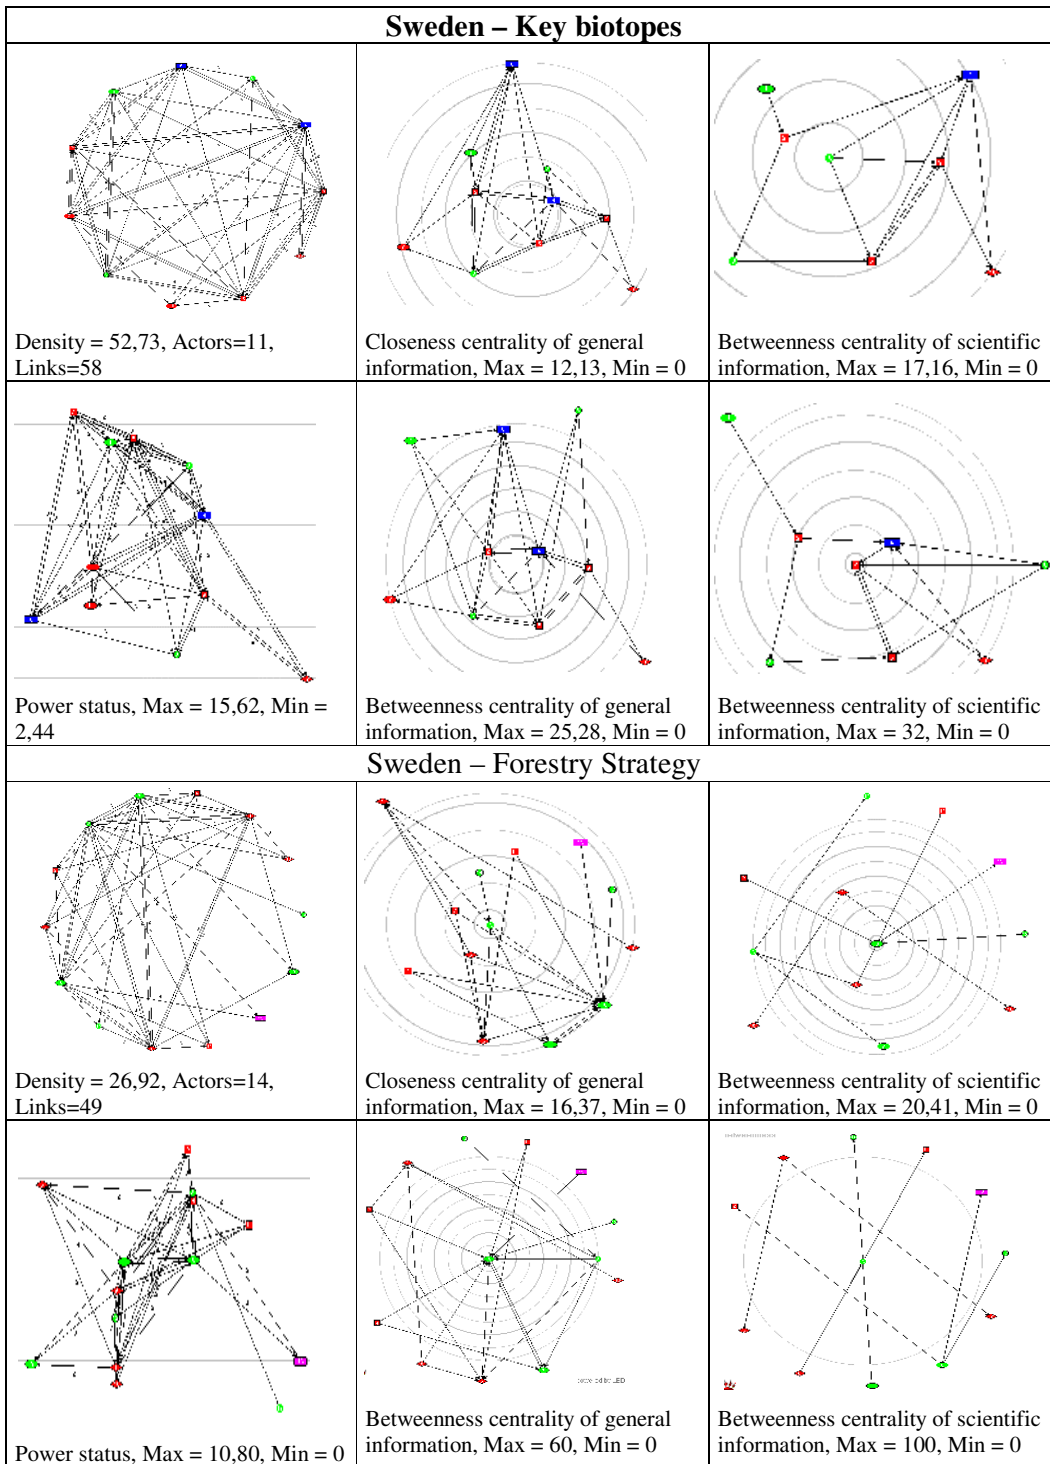 Sweden – Key biotopes
Density = 52,73, Actors=11,
Links=58
Closeness centrality of general
information, Max = 12,13, Min = 0
Betweenness centrality of scientific
information, Max = 17,16, Min = 0
Power status, Max = 15,62, Min =
2,44
Betweenness centrality of general
information, Max = 25,28, Min = 0
Betweenness centrality of scientific
information, Max = 32, Min = 0
Sweden – Forestry Strategy
Density = 26,92, Actors=14,
Links=49
Closeness centrality of general
information, Max = 16,37, Min = 0
Betweenness centrality of scientific
information, Max = 20,41, Min = 0
Power status, Max = 10,80, Min = 0
Betweenness centrality of general
information, Max = 60, Min = 0
Betweenness centrality of scientific
information, Max = 100, Min = 0